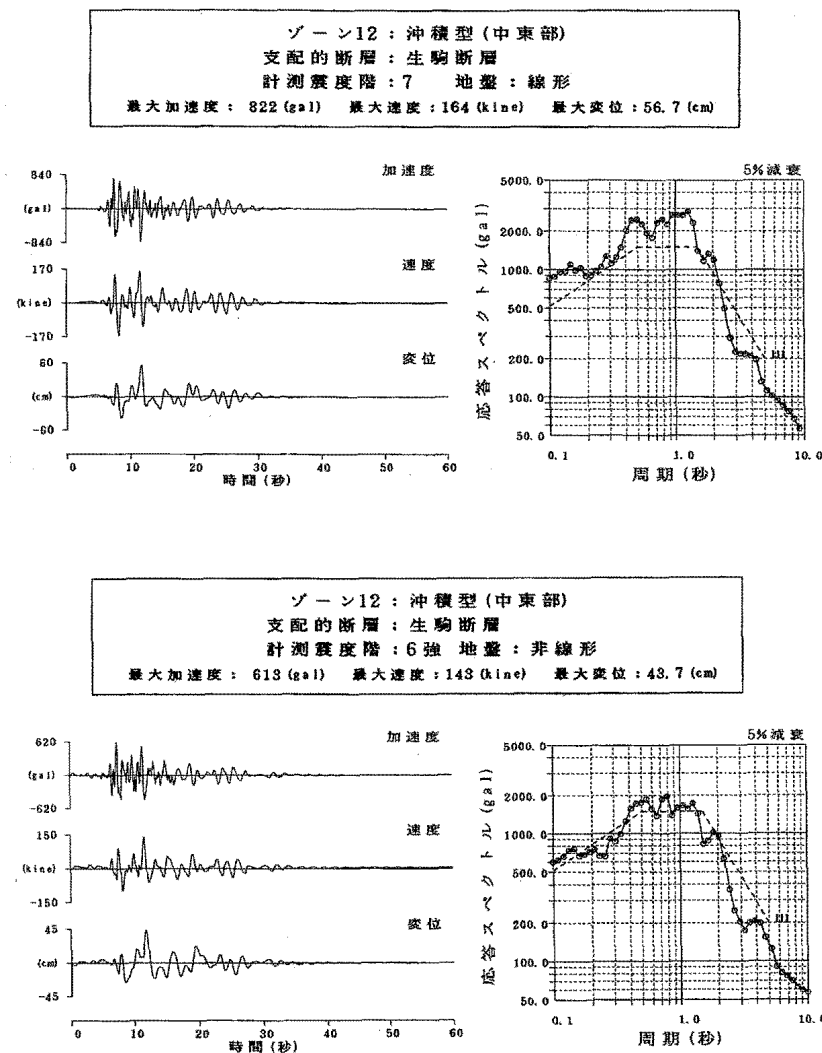 ゾーン12：沖積型(中東部)
支配的断層：生駒断層
計測震度階：7 地盤：線形
最大加速度： 822 (gal) 最大速度：164 (kine) 最大変位：56.7 (cm)
加速度
840
(gal)
-840
速度
170
(kine)
-170
変位
60
(cm)
-60
0 10 20 30 40 50 60
時間(秒)
5%減衰
応答スペクトル(gal)
5000.0
1000.0
500.0
200.0
100.0
50.0
III
0.1 1.0 10.0
周期(秒)
ゾーン12：沖積型(中東部)
支配的断層：生駒断層
計測震度階：6強 地盤：非線形
最大加速度： 613 (gal) 最大速度：143 (kine) 最大変位：43.7 (cm)
加速度
620
(gal)
-620
速度
150
(kine)
-150
変位
45
(cm)
-45
0 10 20 30 40 50 60
時間(秒)
5%減衰
応答スペクトル(gal)
5000.0
2000.0
1000.0
500.0
200.0
100.0
50.0
III
0.1 1.0 10.0
周期(秒)